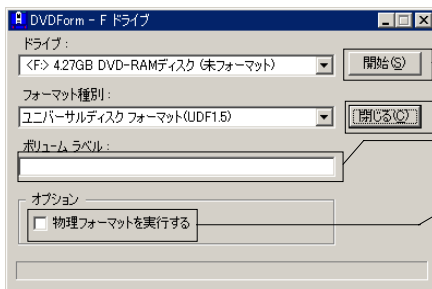 DVDForm - F ドライブ
ドライブ:
<F:> 4.27GB DVD-RAMディスク (未フォーマット)
開始(S)
フォーマット種別:
ユニバーサルディスク フォーマット(UDF1.5)
閉じる(C)
ボリューム ラベル:
オプション
物理フォーマットを実行する